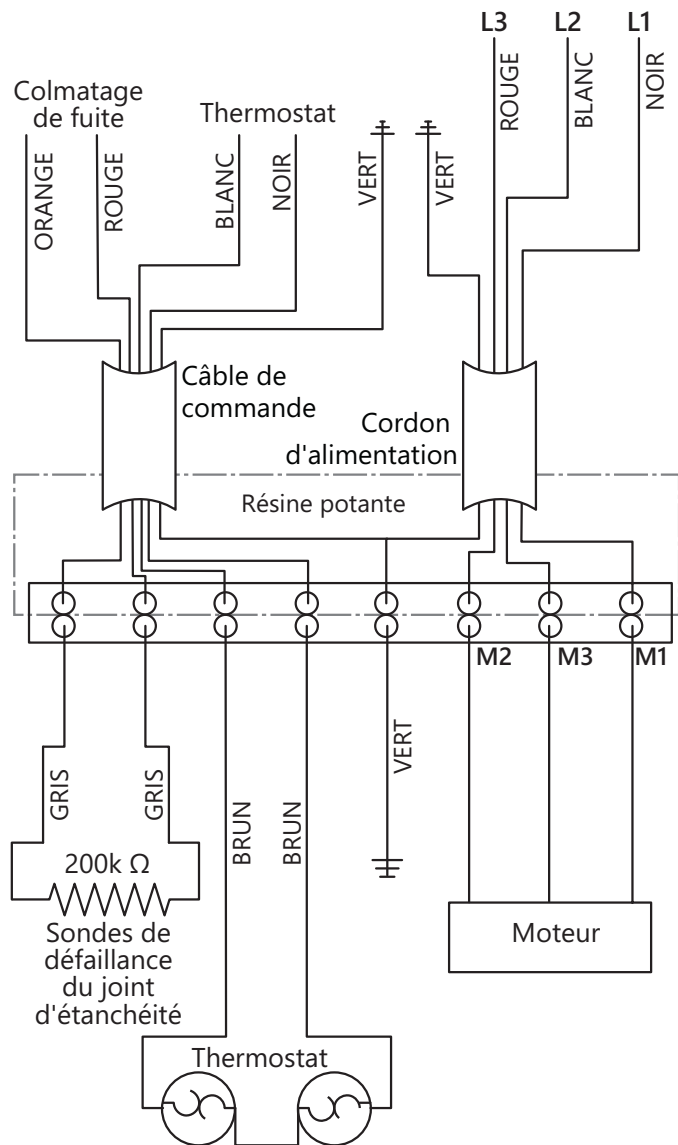 L3 L2 L1
Colmatage
de fuite
Thermostat
ORANGE
ROUGE
BLANC
NOIR
VERT
VERT
ROUGE
BLANC
NOIR
Câble de
commande
Cordon
d'alimentation
Résine potante
M2 M3 M1
GRIS
GRIS
BRUN
BRUN
VERT
200k Ω
Sondes de
défaillance
du joint
d'étanchéité
Moteur
Thermostat